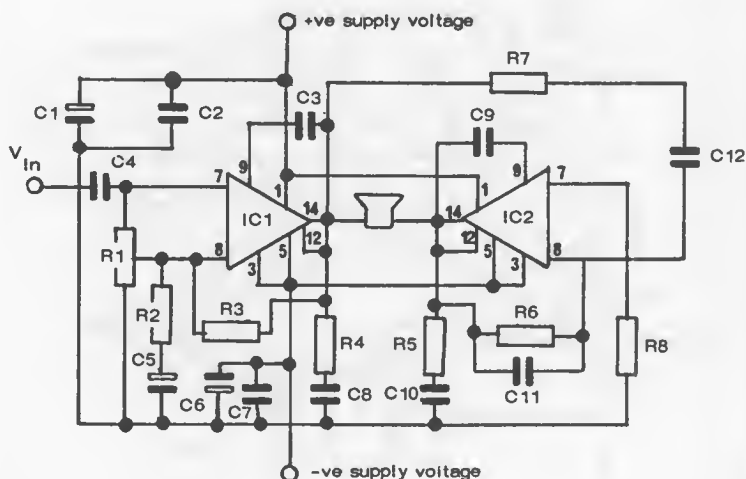 +ve supply voltage
R7
C1
C2
C3
C9
C12
V In
C4
9
9
7
1
14
IC1
12
8
3
5
1
7
14
IC2
12
5
3
8
R1
R2
R3
R4
R5
R6
R8
C5
C6
C7
C8
C10
C11
-ve supply voltage